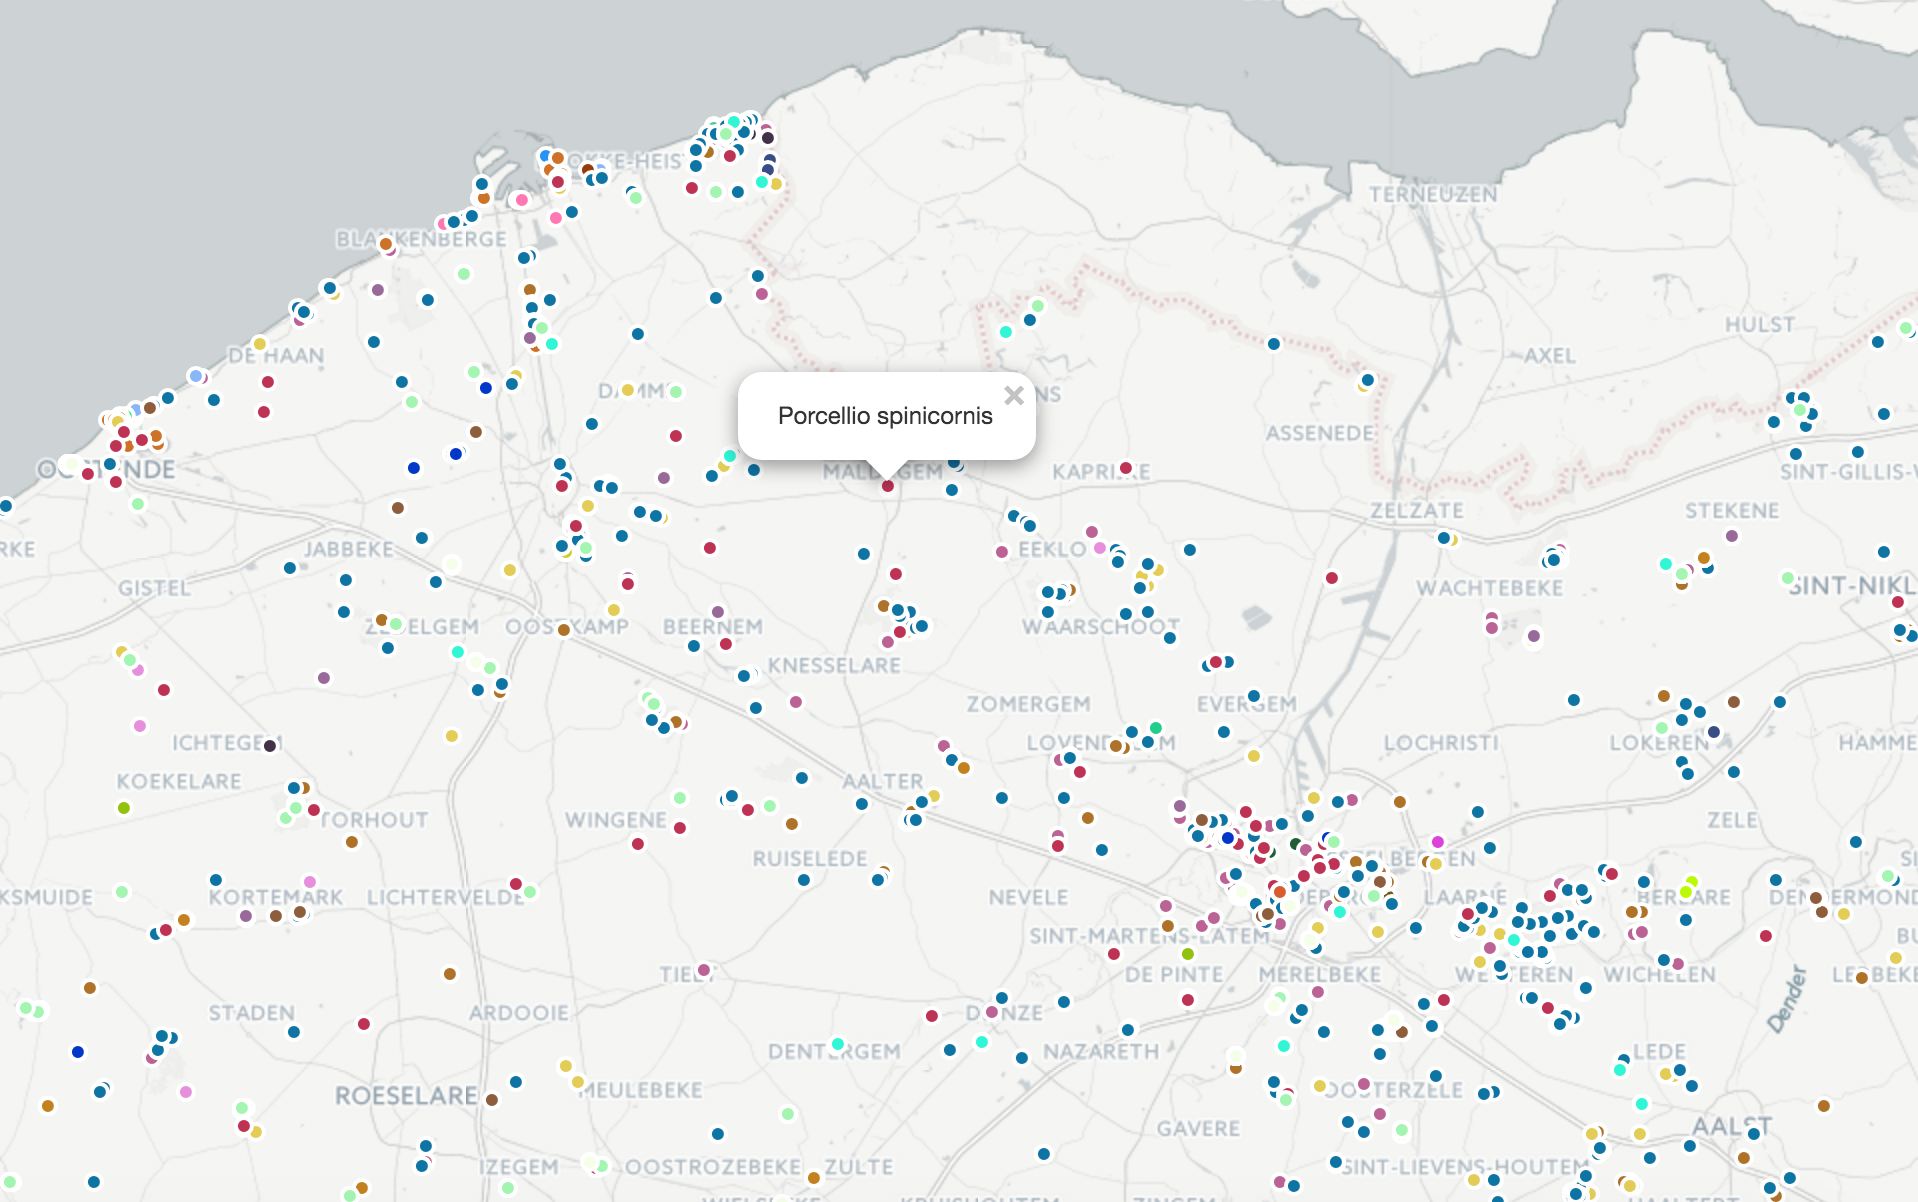 TERNEUZEN
BLANKENBERGE
HULST
DE HAAN
AXEL
Porcellio spinicornis
×
ASSENEDE
MALDEGEM
KAPRIJKE
OOSTENDE
SINT-GILLIS-W
ZELZATE
STEKENE
RKE
JABBEKE
EEKLO
GISTEL
WACHTEBEKE
SINT-NIKL
ZEDELGEM
OOSTKAMP
BEERNEM
WAARSCHOOT
KNESSELARE
ZOMERGEM
EVERGEM
ICHTEGEM
LOVENDEGEM
LOCHRISTI
LOKEREN
HAMME
KOEKELARE
AALTER
TORHOUT
WINGENE
ZELE
RUISELEDE
KSMUIDE
KORTEMARK
LICHTERVELDE
NEVELE
LAARNE
BERLARE
DENDERMOND
SINT-MARTENS-LATEM
BU
TIELT
DE PINTE
MERELBEKE
WETTEREN
WICHELEN
LEBBEKE
STADEN
ARDOOIE
DEINZE
Dender
DENTERGEM
NAZARETH
LEDE
ROESELARE
MEULEBEKE
OOSTERZELE
GAVERE
AALST
IZEGEM
OOSTROZEBEKE
ZULTE
SINT-LIEVENS-HOUTEM